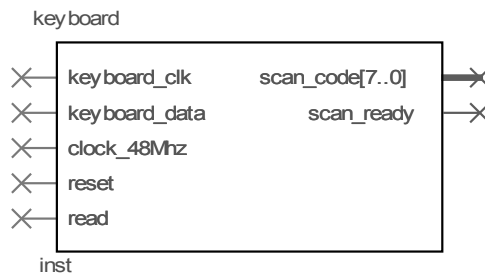 keyboard
keyboard_clk scan_code[7..0]
keyboard_data scan_ready
clock_48Mhz
reset
read
inst